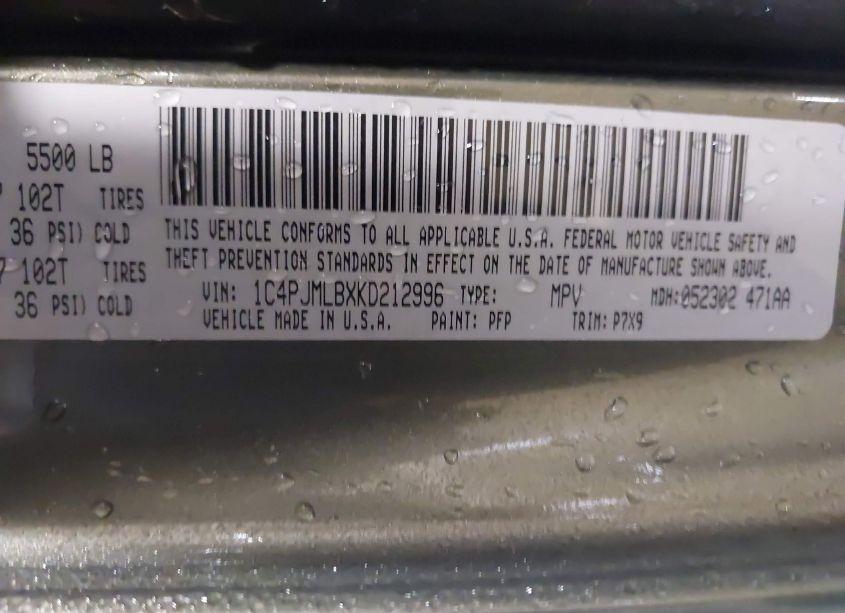 5500 LB
102T TIRES
36 PSI) COLD
7 102T TIRES
36 PSI) COLD
THIS VEHICLE CONFORMS TO ALL APPLICABLE U.S.A. FEDERAL MOTOR VEHICLE SAFETY AND
THEFT PREVENTION STANDARDS IN EFFECT ON THE DATE OF MANUFACTURE SHOWN ABOVE.
VIN: 1C4PJMLBXKD212996 TYPE: MPV MDH:052302 471AA
VEHICLE MADE IN U.S.A. PAINT: PFP TRIM: P7X9